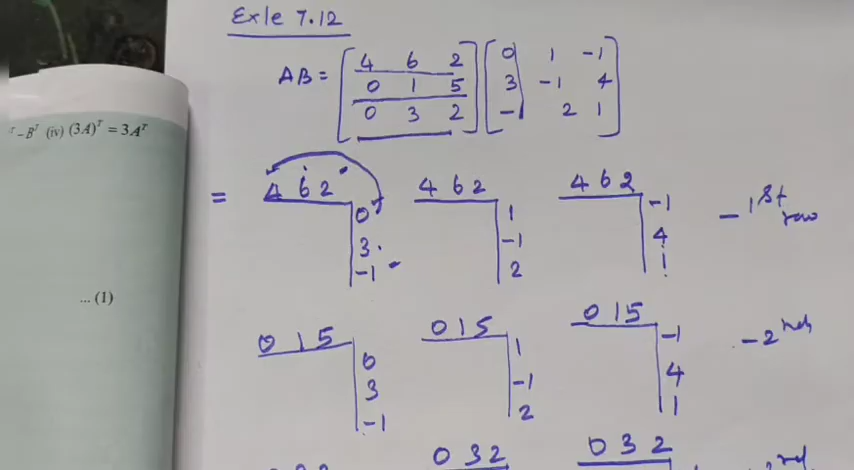 Exle 7.12
AB = [ 4 6 2 ] [ 0 1 -1 ]
[ 0 1 5 ] [ 3 -1 4 ]
[ 0 3 2 ] [ -1 2 1 ]
-Bᵀ (iv) (3A)ᵀ = 3Aᵀ
... (1)
= 4 6 2 4 6 2 4 6 2 - 1st row
0 1 -1
3 -1 4
-1 2 1
0 1 5 0 1 5 0 1 5 - 2nd
0 1 -1
3 -1 4
-1 2 1
0 3 2 0 3 2